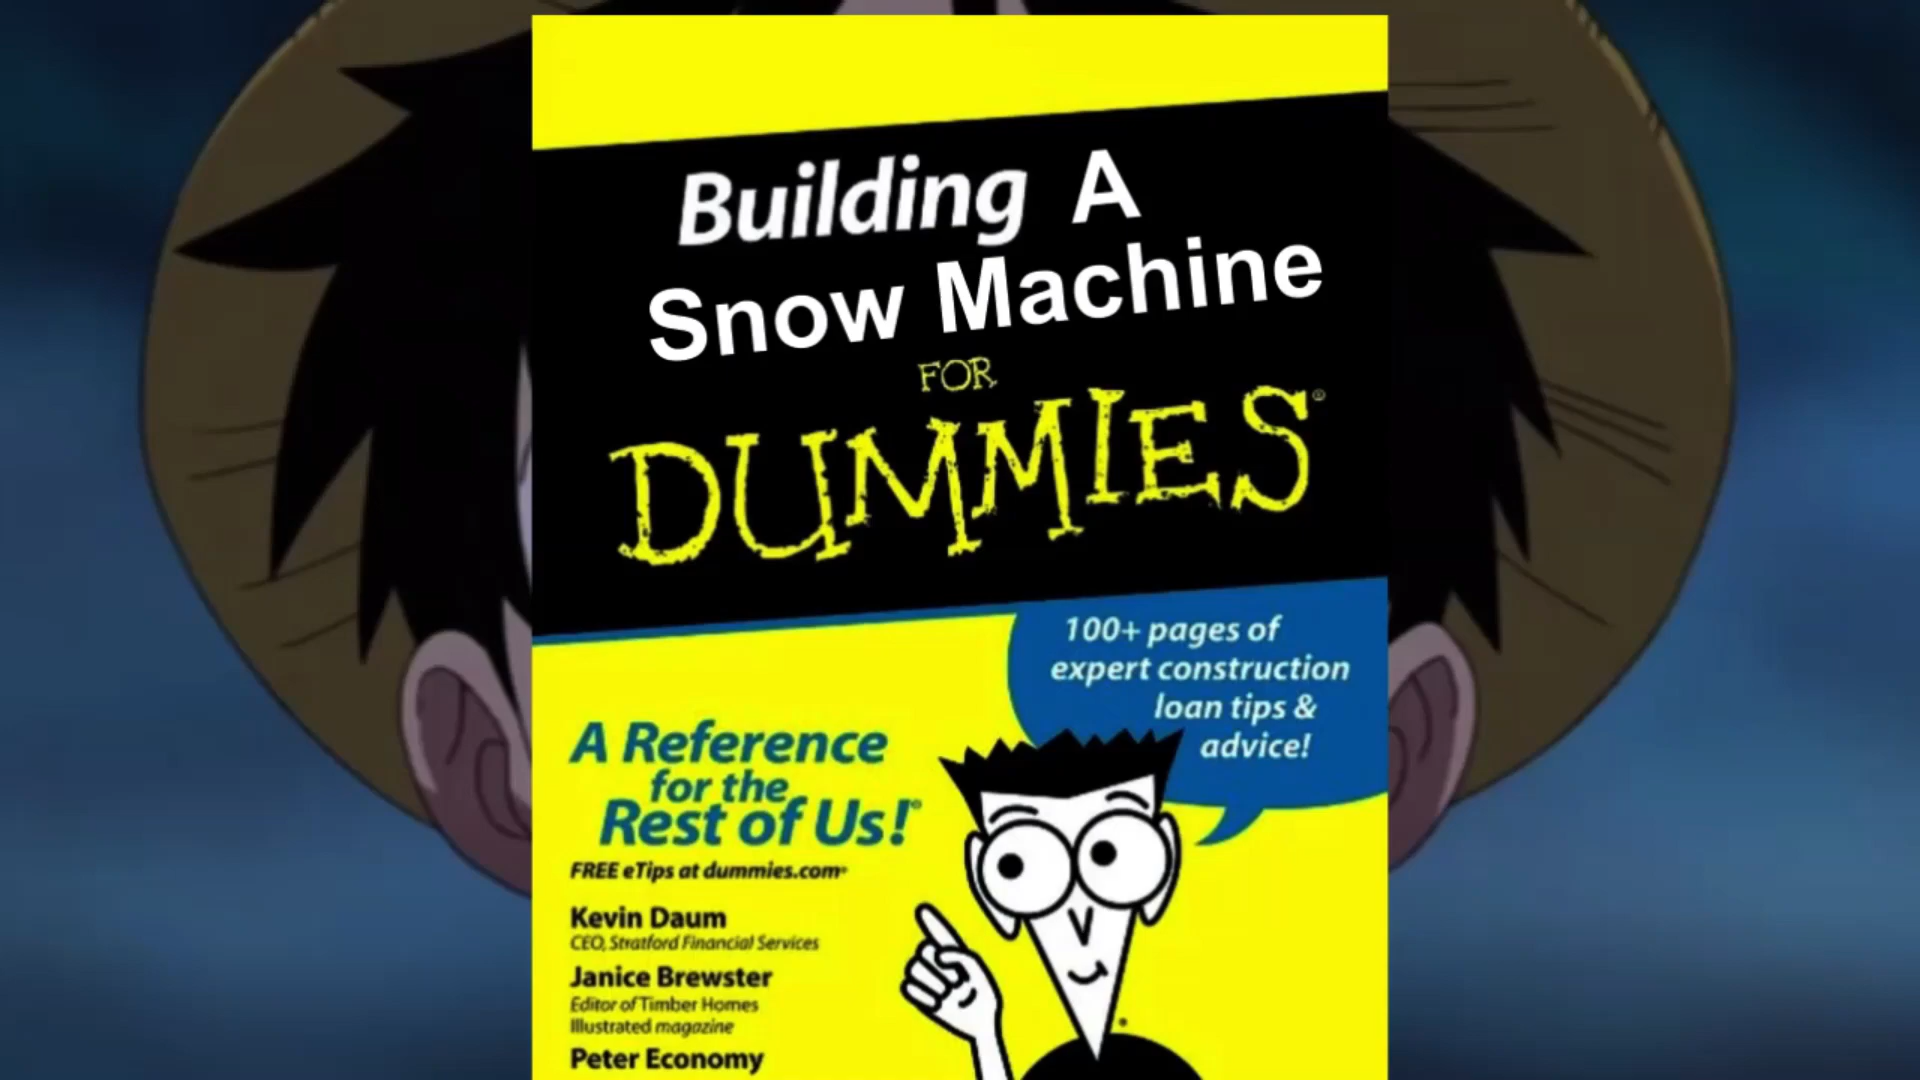 Building A
Snow Machine
FOR
DUMMIES®
100+ pages of
expert construction
loan tips &
advice!
A Reference
for the
Rest of Us!®
FREE eTips at dummies.com®
Kevin Daum
CEO, Stratford Financial Services
Janice Brewster
Editor of Timber Homes
Illustrated magazine
Peter Economy